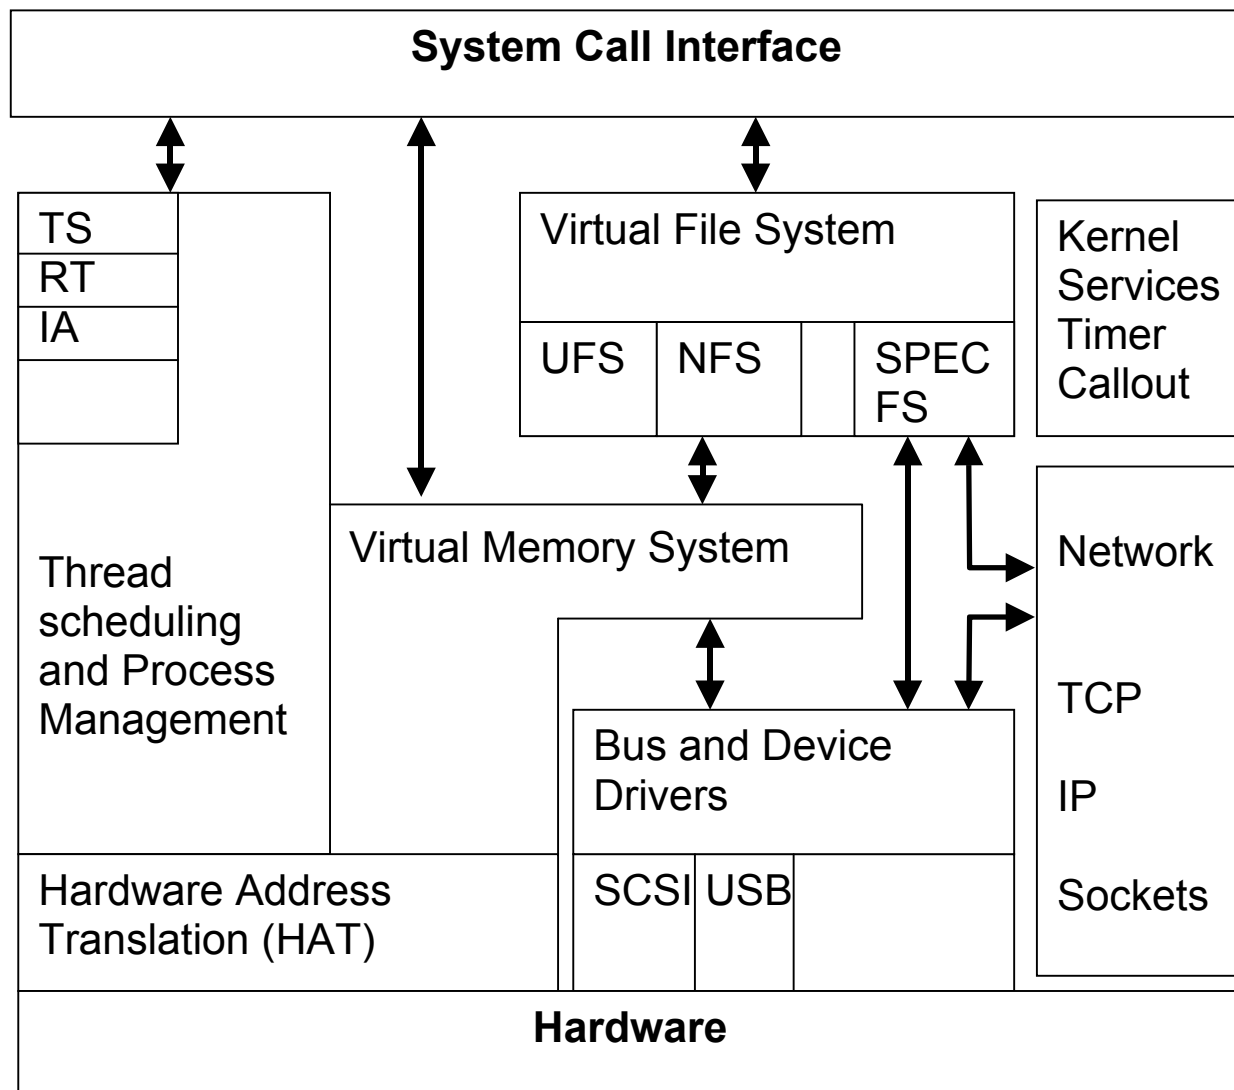 System Call Interface
TS
RT
IA
Thread
scheduling
and Process
Management
Virtual File System
UFS
NFS
SPEC
FS
Kernel
Services
Timer
Callout
Virtual Memory System
Network
TCP
IP
Sockets
Bus and Device
Drivers
SCSI
USB
Hardware Address
Translation (HAT)
Hardware